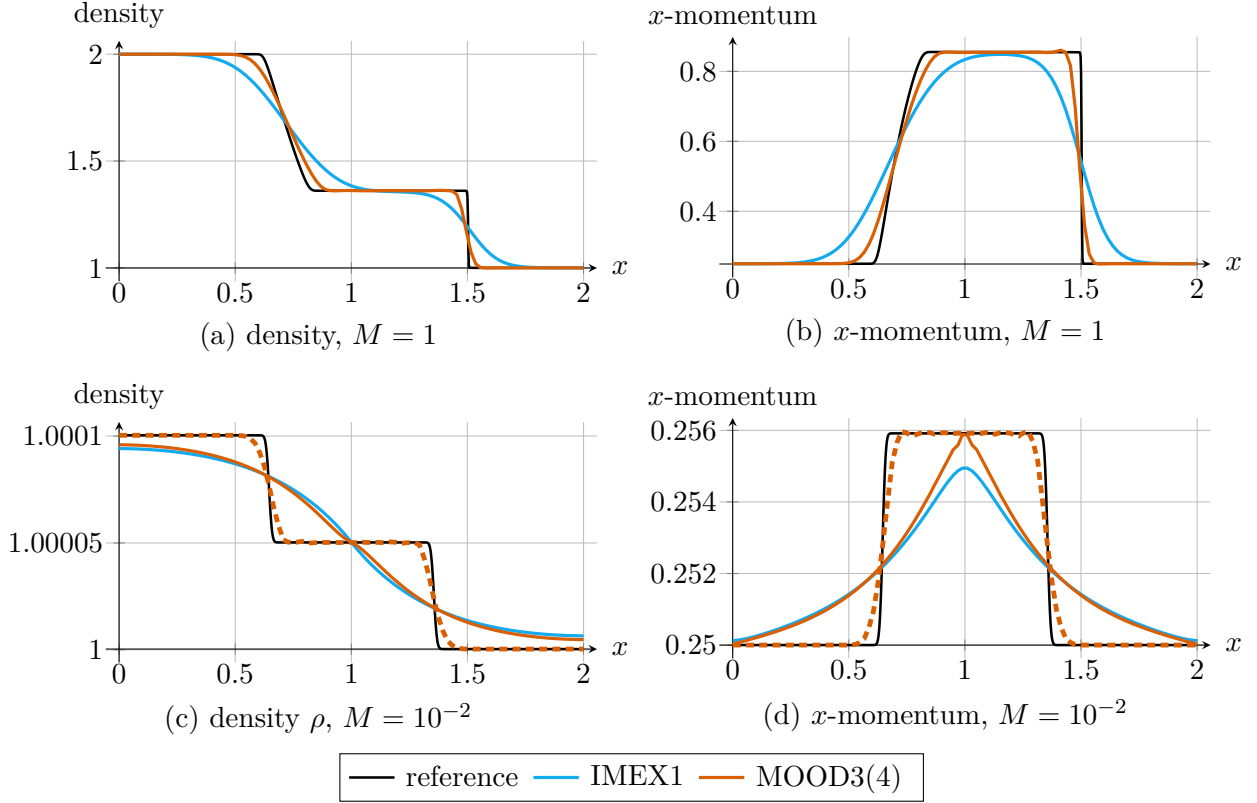 density
x-momentum
2
1.5
1
0
0.5
1
1.5
2
x
0.8
0.6
0.4
0
0.5
1
1.5
2
x
(a) density, M = 1
(b) x-momentum, M = 1
density
x-momentum
1.0001
1.00005
1
0
0.5
1
1.5
2
x
0.256
0.254
0.252
0.25
0
0.5
1
1.5
2
x
(c) density ρ, M = 10⁻²
(d) x-momentum, M = 10⁻²
reference IMEX1 MOOD3(4)